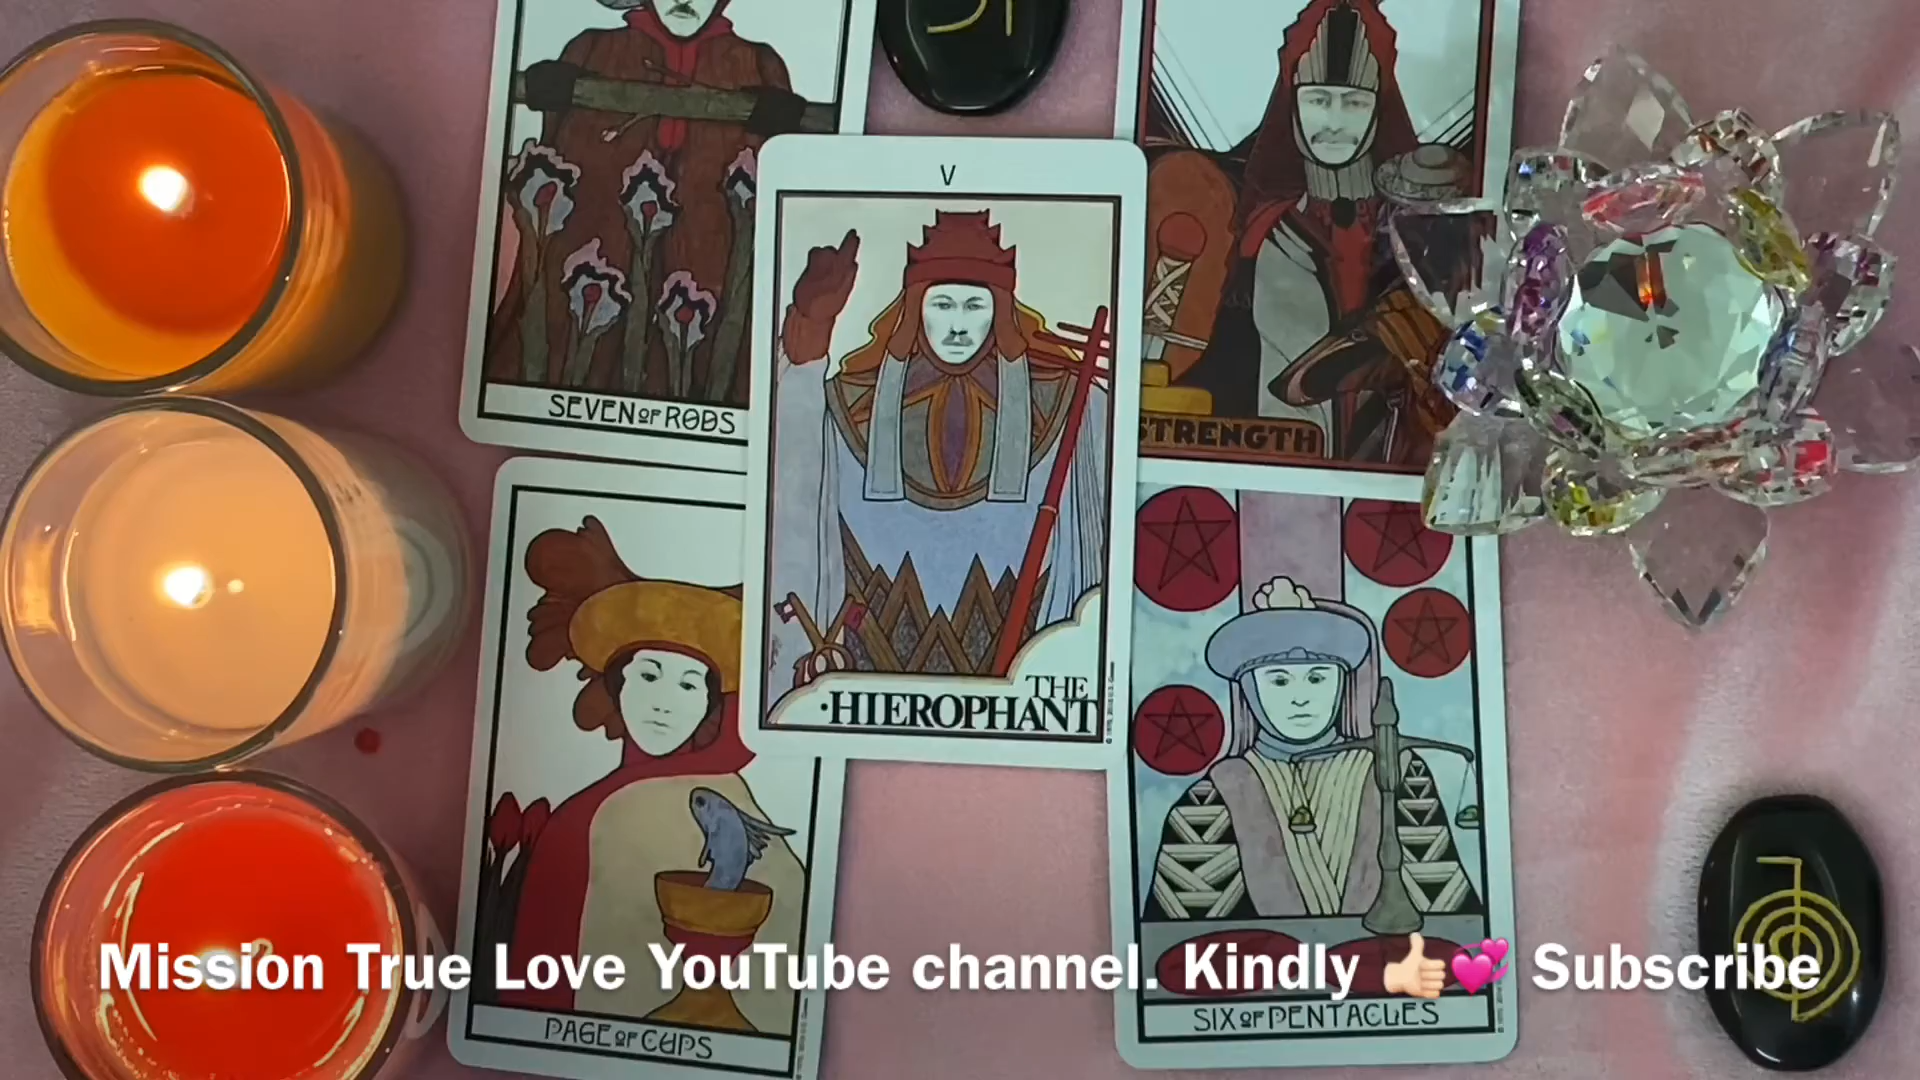 V
SEVEN OF RODS
STRENGTH
THE
·HIEROPHANT
Mission True Love YouTube channel. Kindly 👍🏻💞 Subscribe
PAGE OF CUPS
SIX OF PENTACLES